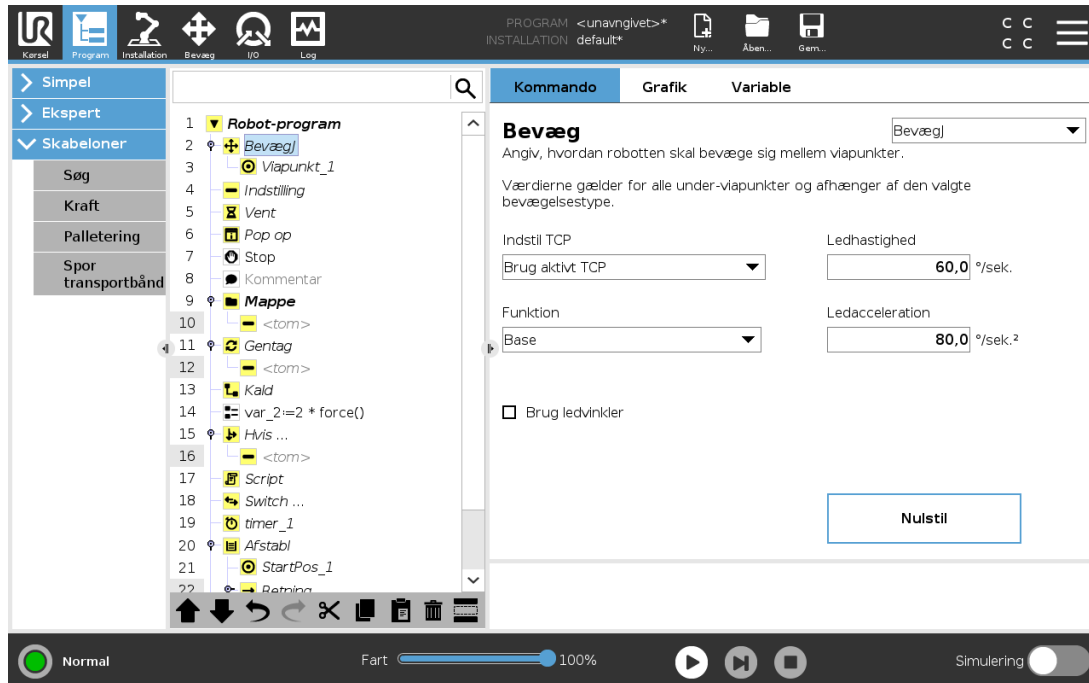 UR
PROGRAM <unavngivet>*
INSTALLATION default*
Kørsel
Program
Installation
Bevæg
I/O
Log
Ny...
Åben...
Gem...
C C
C C
Simpel
Ekspert
Skabeloner
Søg
Kraft
Palletering
Spor
transportbånd
1 Robot-program
2 BevægJ
3 Viapunkt_1
4 Indstilling
5 Vent
6 Pop op
7 Stop
8 Kommentar
9 Mappe
10 <tom>
11 Gentag
12 <tom>
13 Kald
14 var_2:=2 * force()
15 Hvis ...
16 <tom>
17 Script
18 Switch ...
19 timer_1
20 Afstabl
21 StartPos_1
22 Retning
Kommando
Grafik
Variable
Bevæg
BevægJ
Angiv, hvordan robotten skal bevæge sig mellem viapunkter.
Værdierne gælder for alle under-viapunkter og afhænger af den valgte
bevægelsestype.
Indstil TCP
Ledhastighed
Brug aktivt TCP
60,0 °/sek.
Funktion
Ledacceleration
Base
80,0 °/sek.²
Brug ledvinkler
Nulstil
Normal
Fart
100%
Simulering